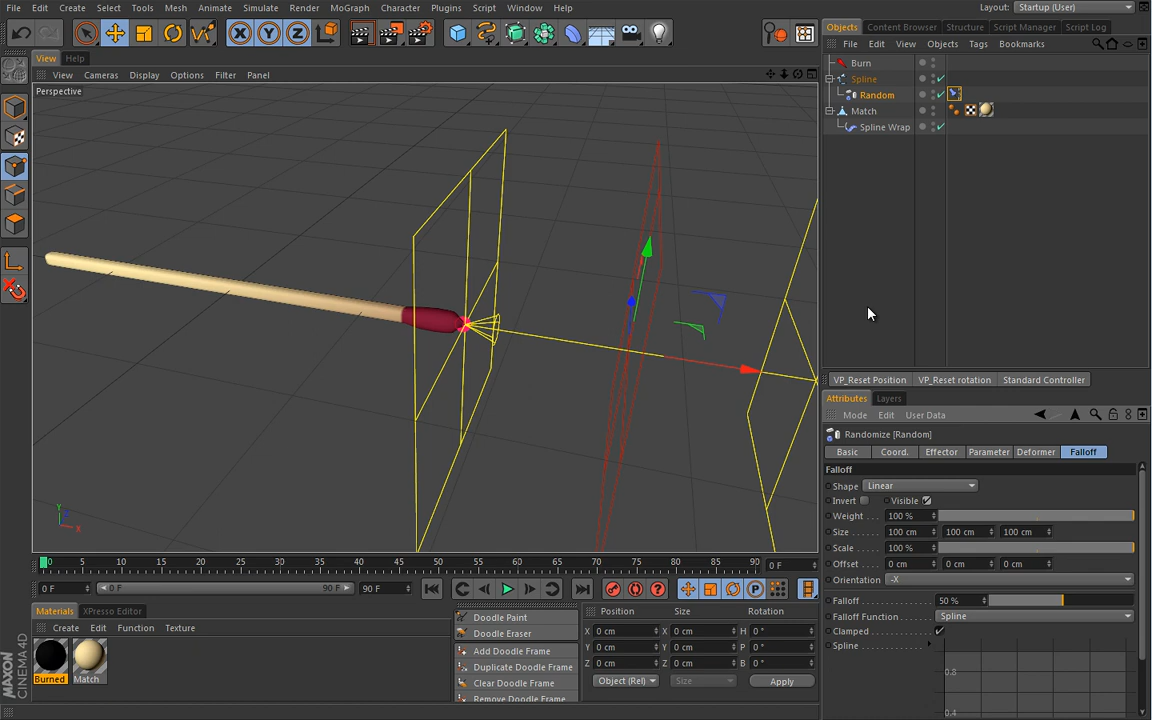 File Edit Create Select Tools Mesh Animate Simulate Render MoGraph Character Plugins Script Window Help
Layout: Startup (User)
X Y Z
Objects Content Browser Structure Script Manager Script Log
File Edit View Objects Tags Bookmarks
View Help
View Cameras Display Options Filter Panel
Perspective
Burn
Spline
Random
Match
Spline Wrap
VP_Reset Position VP_Reset rotation Standard Controller
Attributes Layers
Mode Edit User Data
Randomize [Random]
Basic Coord. Effector Parameter Deformer Falloff
Falloff
Shape Linear
Invert Visible
Weight . . . 100 %
Size . . . . . 100 cm 100 cm 100 cm
Scale . . . . 100 %
Offset . . . . 0 cm 0 cm 0 cm
Orientation -X
Falloff . . . . . . . . . 50 %
Falloff Function Spline
Clamped . . . . . . .
Spline . . . . . . . . .
0.8
0.4
Y X
0 5 10 15 20 25 30 35 40 45 50 55 60 65 70 75 80 85 90 0 F
0 F 0 F 90 F 90 F
Materials XPresso Editor
Create Edit Function Texture
Burned Match
Doodle Paint
Doodle Eraser
Add Doodle Frame
Duplicate Doodle Frame
Clear Doodle Frame
Remove Doodle Frame
Position Size Rotation
X 0 cm X 0 cm H 0 °
Y 0 cm Y 0 cm P 0 °
Z 0 cm Z 0 cm B 0 °
Object (Rel) Size Apply
MAXON
CINEMA 4D